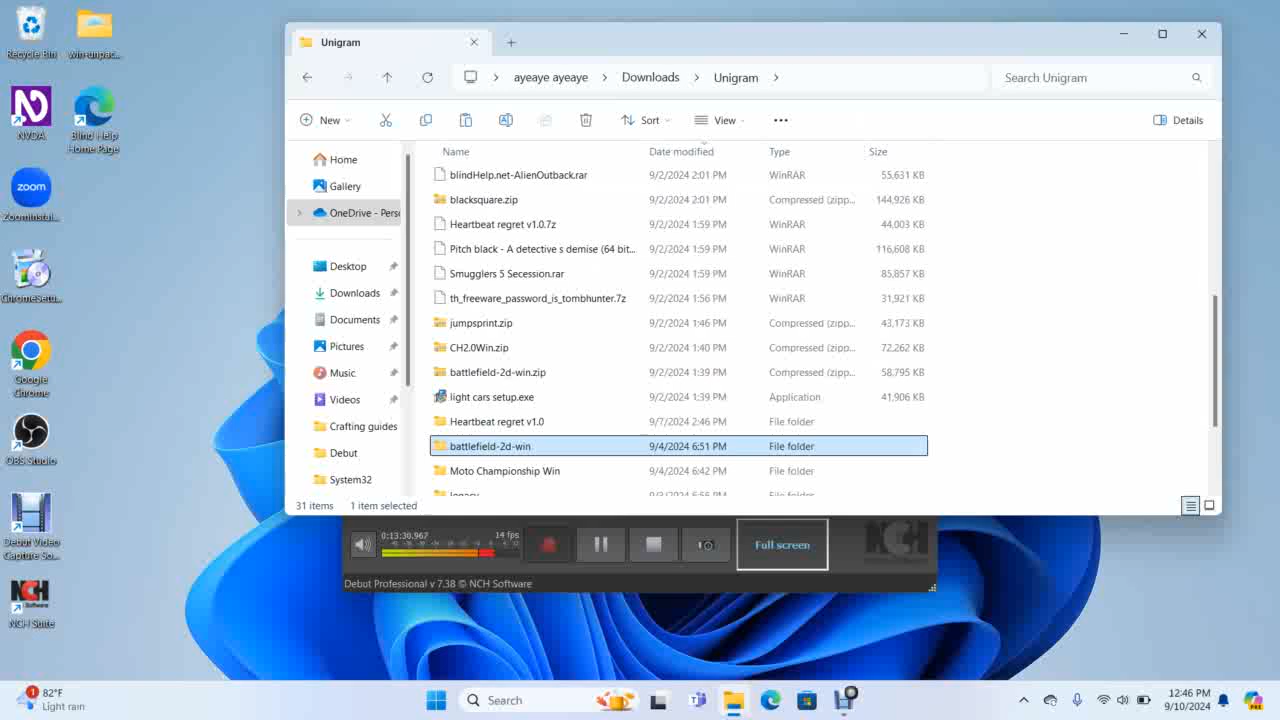 Recycle Bin
win-unpac...
NVDA
Blind Help
Home Page
ZoomInstal...
ChromeSetu...
Google
Chrome
OBS Studio
Debut Video
Capture So...
NCH Suite
Unigram
ayeaye ayeaye > Downloads > Unigram >
Search Unigram
New
Sort
View
Details
Home
Gallery
OneDrive - Perso
Desktop
Downloads
Documents
Pictures
Music
Videos
Crafting guides
Debut
System32
Name Date modified Type Size
blindHelp.net-AlienOutback.rar 9/2/2024 2:01 PM WinRAR 55,631 KB
blacksquare.zip 9/2/2024 2:01 PM Compressed (zipp... 144,926 KB
Heartbeat regret v1.0.7z 9/2/2024 1:59 PM WinRAR 44,003 KB
Pitch black - A detective s demise (64 bit... 9/2/2024 1:59 PM WinRAR 116,608 KB
Smugglers 5 Secession.rar 9/2/2024 1:59 PM WinRAR 85,857 KB
th_freeware_password_is_tombhunter.7z 9/2/2024 1:56 PM WinRAR 31,921 KB
jumpsprint.zip 9/2/2024 1:46 PM Compressed (zipp... 43,173 KB
CH2.0Win.zip 9/2/2024 1:40 PM Compressed (zipp... 72,262 KB
battlefield-2d-win.zip 9/2/2024 1:39 PM Compressed (zipp... 58,795 KB
light cars setup.exe 9/2/2024 1:39 PM Application 41,906 KB
Heartbeat regret v1.0 9/7/2024 2:46 PM File folder
battlefield-2d-win 9/4/2024 6:51 PM File folder
Moto Championship Win 9/4/2024 6:42 PM File folder
legacy 9/3/2024 6:56 PM File folder
31 items 1 item selected
0:13:30.967 14 fps
Full screen
NCH
Debut Professional v 7.38 © NCH Software
1
82°F
Light rain
Search
12:46 PM
9/10/2024